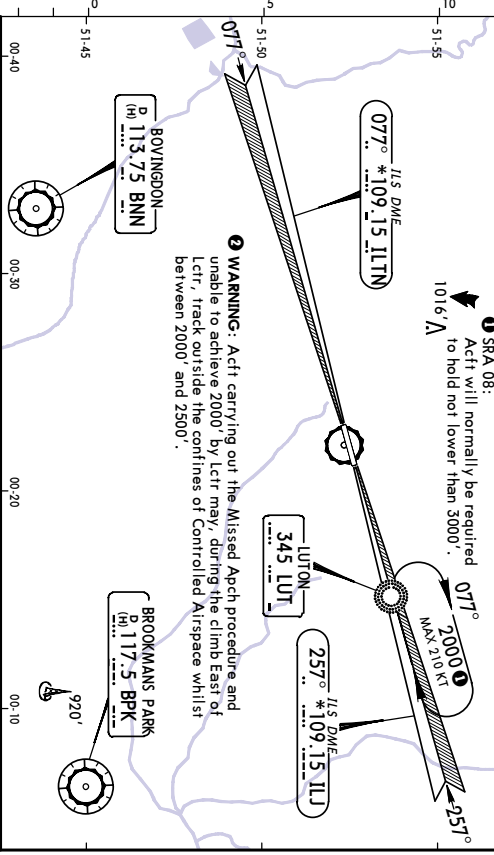 ① SRA 08:
Acft will normally be required
to hold not lower than 3000'.
1016'
ILS DME
077° *109.15 ILTN
077°
2000 ①
MAX 210 KT
077°
257°
ILS DME
257° *109.15 ILJ
LUTON
345 LUT
② WARNING: Acft carrying out the Missed Apch procedure and
unable to achieve 2000' by Lctr may, during the climb East of
Lctr, track outside the confines of Controlled Airspace whilst
between 2000' and 2500'.
BOVINGDON
D
(H) 113.75 BNN
BROOKMANS PARK
D
(H) 117.5 BPK
920'
0
5
10
51-45
51-50
51-55
00-40
00-30
00-20
00-10